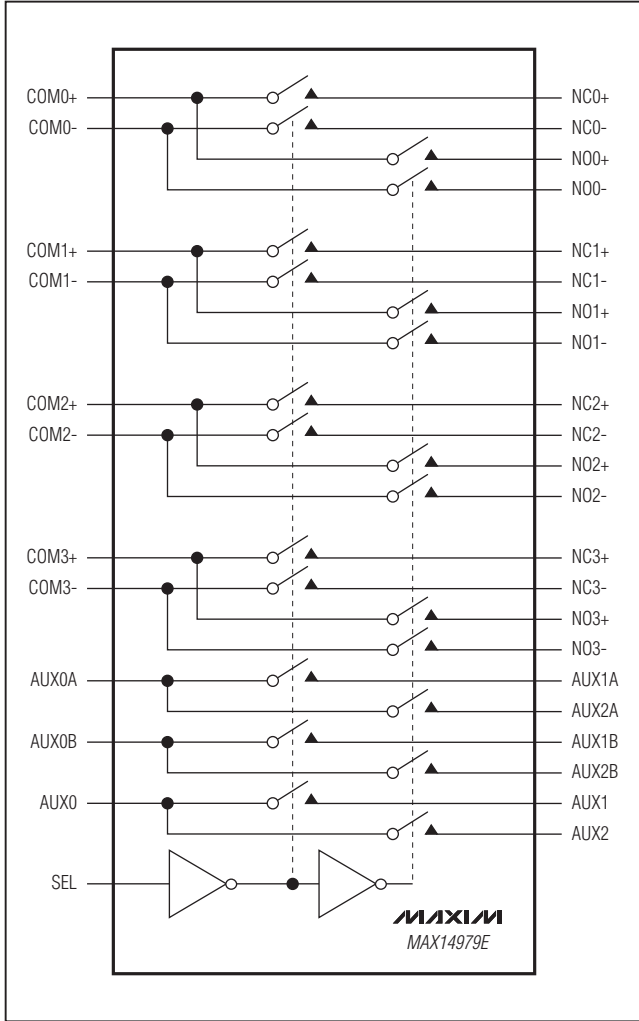 COM0+ NC0+
COM0- NC0-
NO0+
NO0-
COM1+ NC1+
COM1- NC1-
NO1+
NO1-
COM2+ NC2+
COM2- NC2-
NO2+
NO2-
COM3+ NC3+
COM3- NC3-
NO3+
NO3-
AUX0A AUX1A
AUX2A
AUX0B AUX1B
AUX2B
AUX0 AUX1
AUX2
SEL
MAXIM
MAX14979E